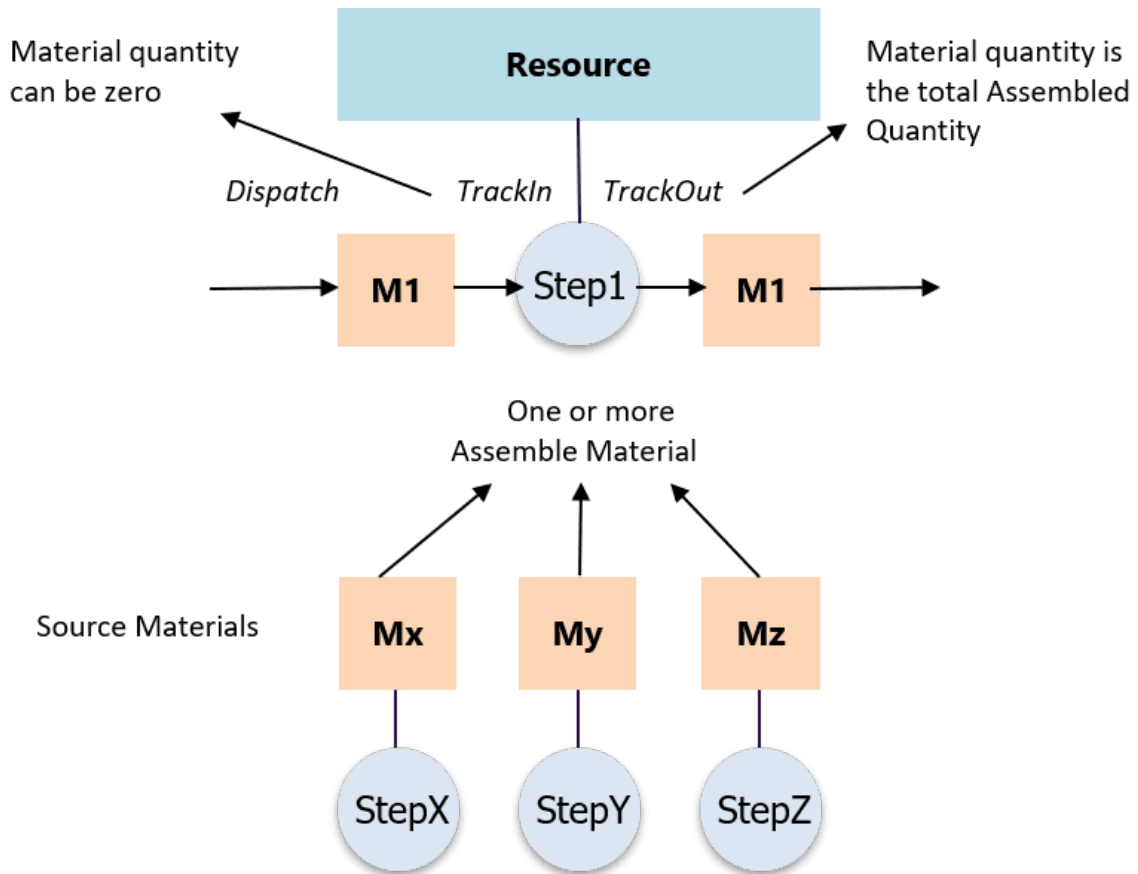 Material quantity
can be zero
Resource
Material quantity is
the total Assembled
Quantity
Dispatch
TrackIn
TrackOut
M1
Step1
M1
One or more
Assemble Material
Source Materials
Mx
My
Mz
StepX
StepY
StepZ